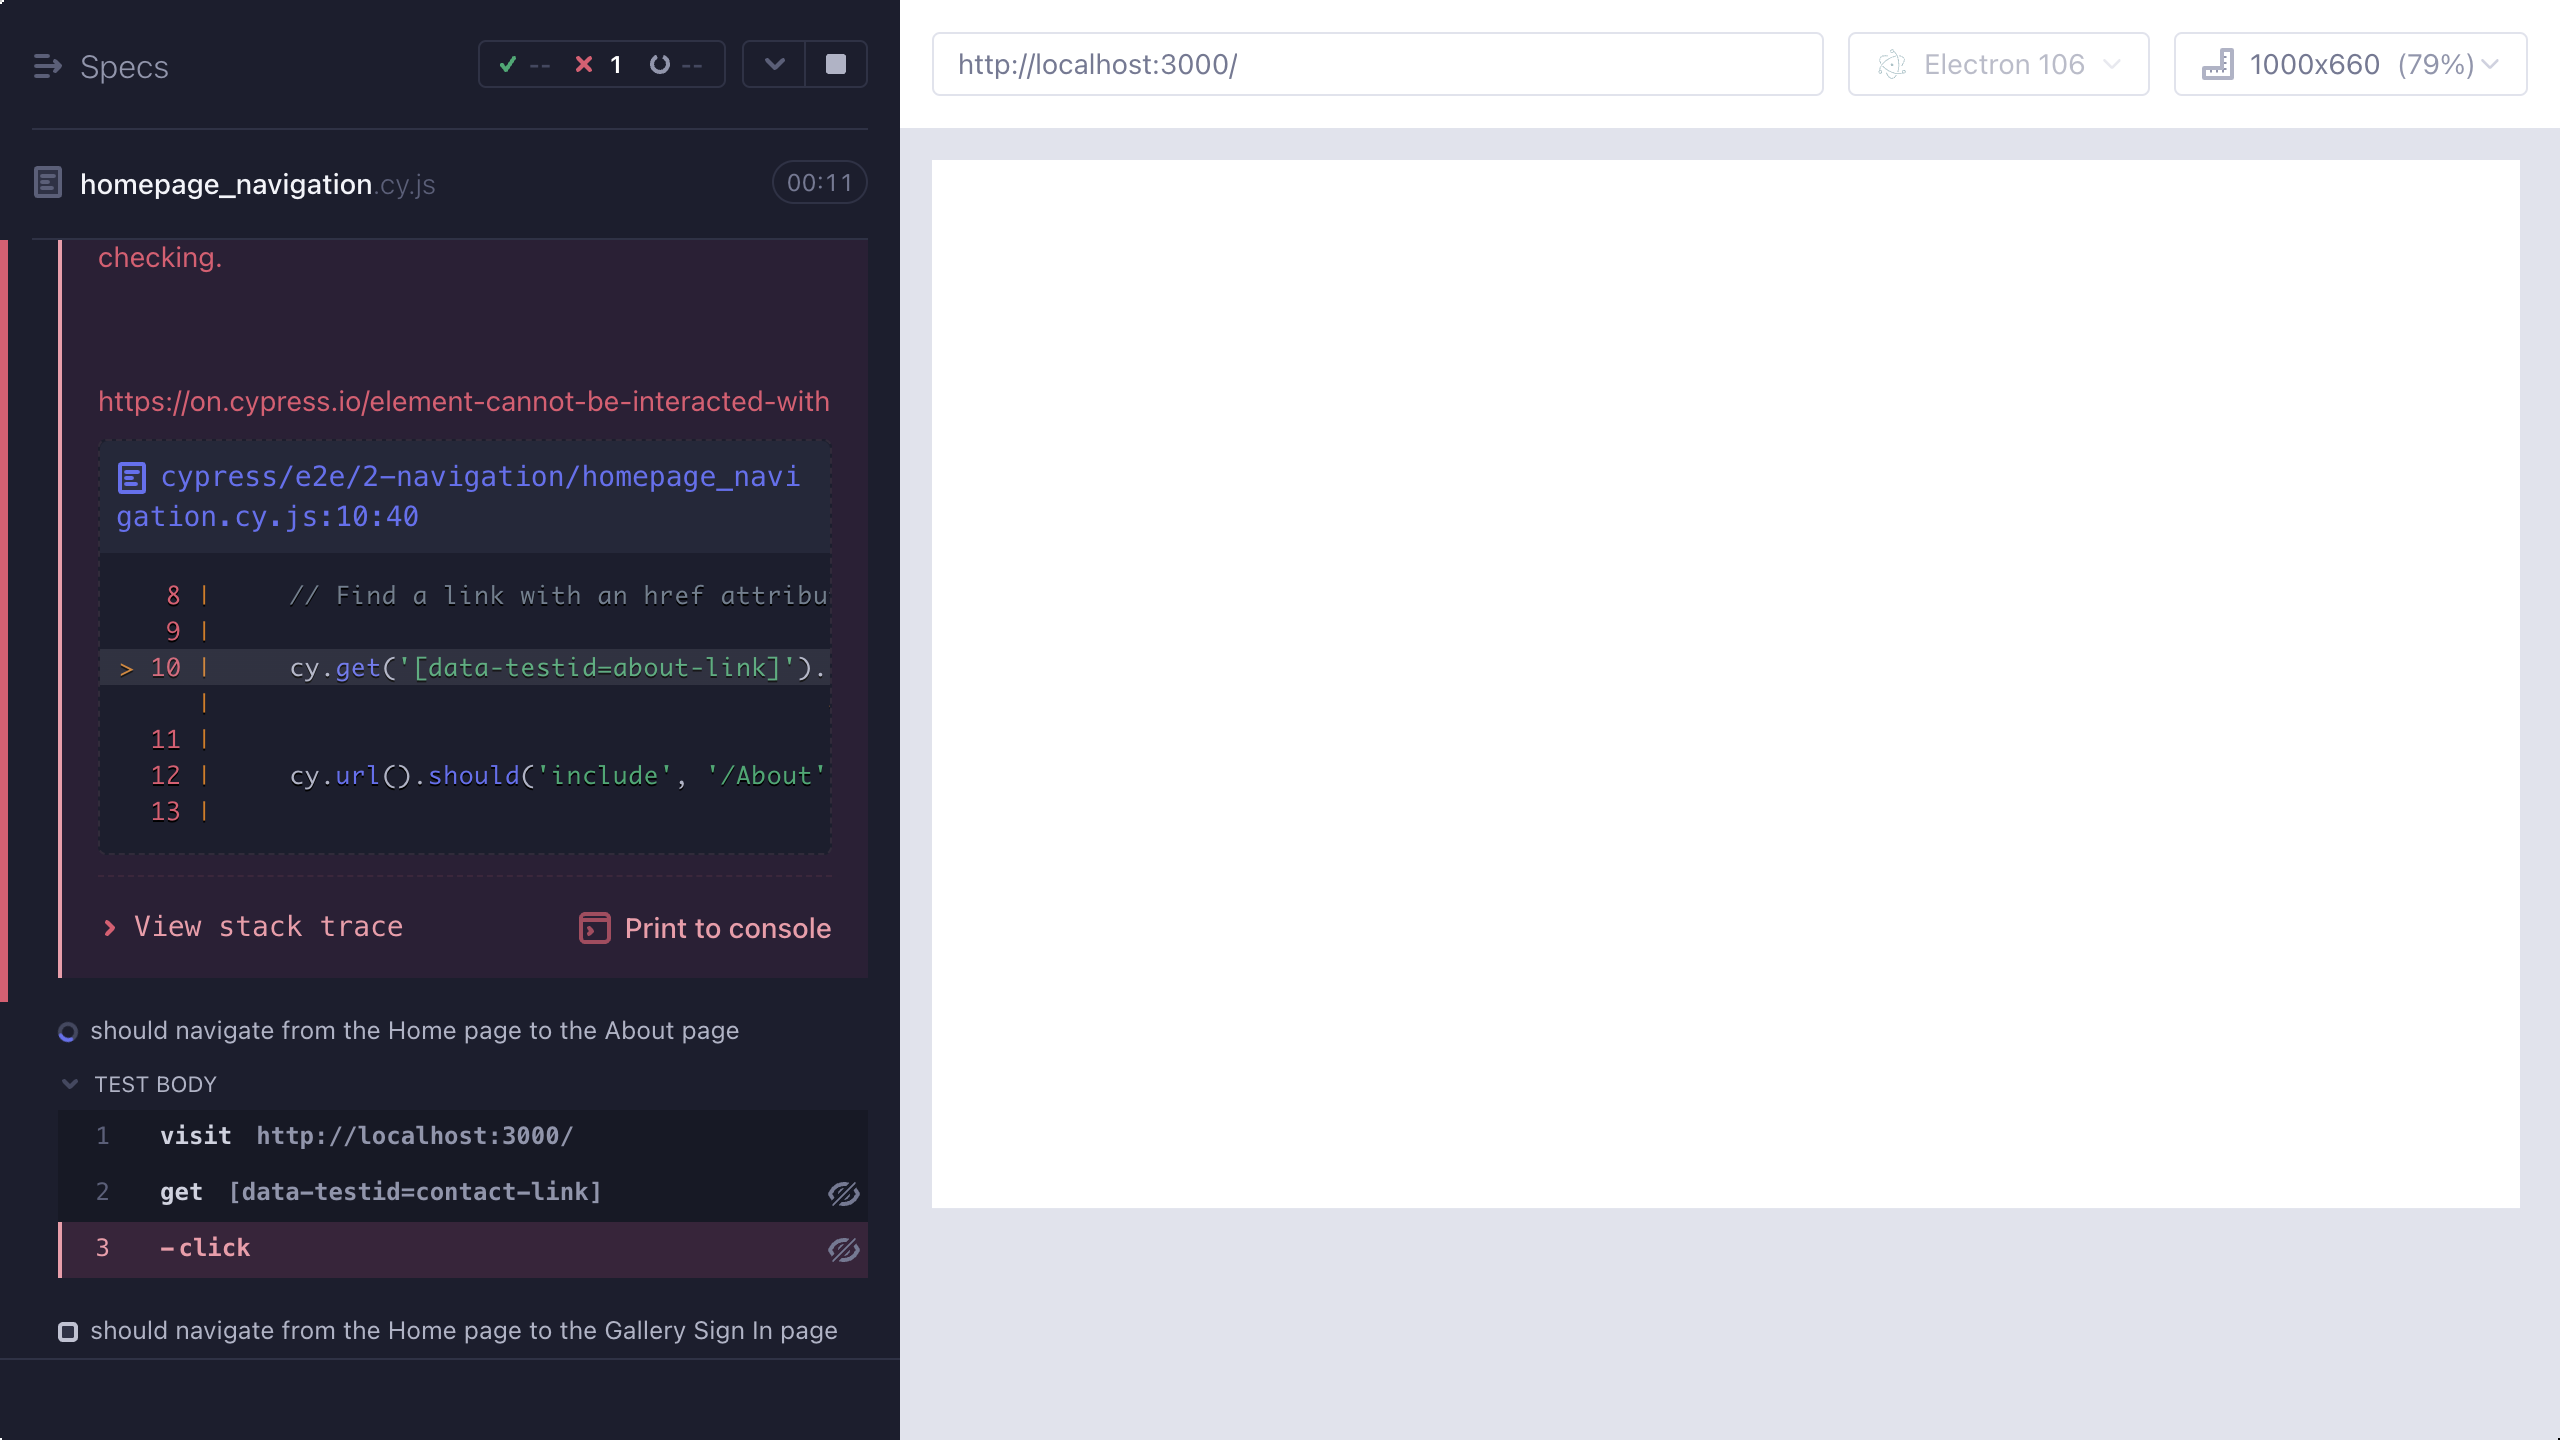 Specs
-- 1 --
http://localhost:3000/
Electron 106
1000x660 (79%)
homepage_navigation.cy.js
00:11
checking.
https://on.cypress.io/element-cannot-be-interacted-with
cypress/e2e/2-navigation/homepage_navi
gation.cy.js:10:40
8 | // Find a link with an href attribu
9 |
> 10 | cy.get('[data-testid=about-link]').
|
11 |
12 | cy.url().should('include', '/About'
13 |
View stack trace
Print to console
should navigate from the Home page to the About page
TEST BODY
1 visit http://localhost:3000/
2 get [data-testid=contact-link]
3 -click
should navigate from the Home page to the Gallery Sign In page